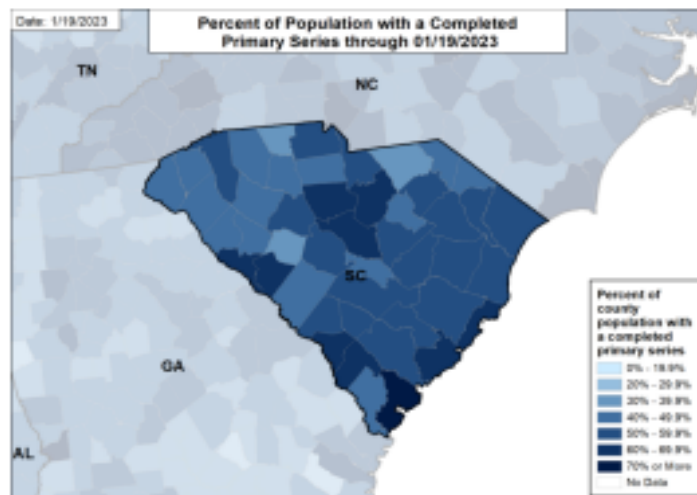 Date: 1/19/2023
Percent of Population with a Completed
Primary Series through 01/19/2023
TN
NC
SC
GA
AL
Percent of
county
population with
a completed
primary series
0% - 19.9%
20% - 29.9%
30% - 39.9%
40% - 49.9%
50% - 59.9%
60% - 69.9%
70% or More
No Data